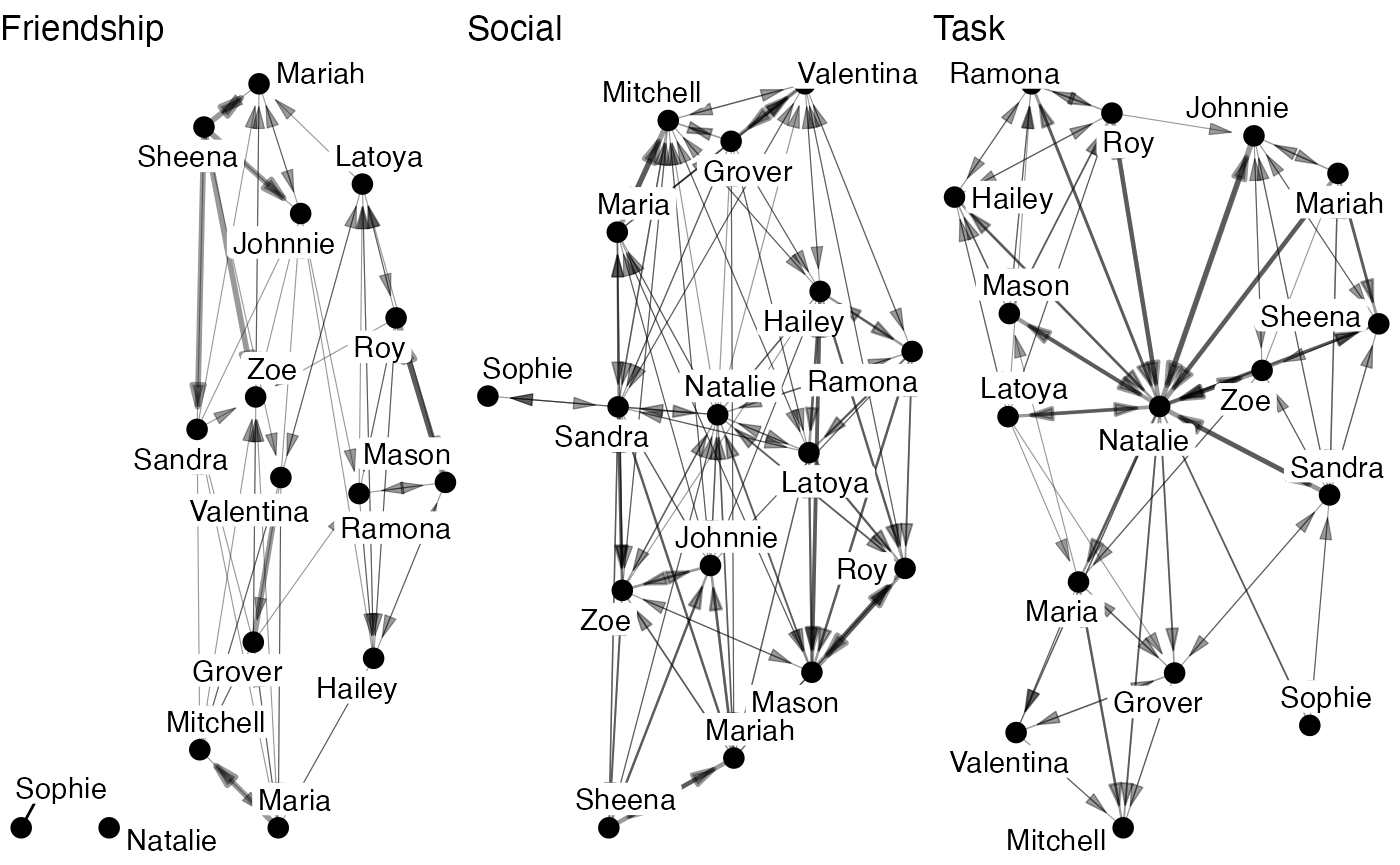 Friendship
Mariah
Sheena
Latoya
Johnnie
Roy
Zoe
Sandra
Mason
Valentina
Ramona
Grover
Hailey
Mitchell
Sophie
Maria
Natalie
Social
Valentina
Mitchell
Grover
Maria
Hailey
Sophie
Natalie
Ramona
Sandra
Latoya
Johnnie
Roy
Zoe
Mason
Mariah
Sheena
Task
Ramona
Johnnie
Roy
Hailey
Mariah
Mason
Sheena
Latoya
Zoe
Natalie
Sandra
Maria
Grover
Sophie
Valentina
Mitchell